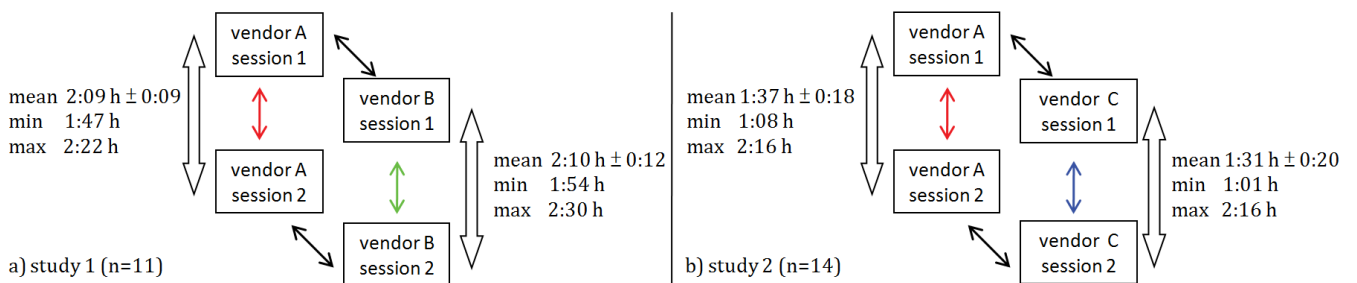 vendor A
session 1
mean 2:09 h ± 0:09
min 1:47 h
max 2:22 h
vendor B
session 1
vendor A
session 2
mean 2:10 h ± 0:12
min 1:54 h
max 2:30 h
vendor B
session 2
a) study 1 (n=11)
vendor A
session 1
mean 1:37 h ± 0:18
min 1:08 h
max 2:16 h
vendor C
session 1
vendor A
session 2
mean 1:31 h ± 0:20
min 1:01 h
max 2:16 h
vendor C
session 2
b) study 2 (n=14)